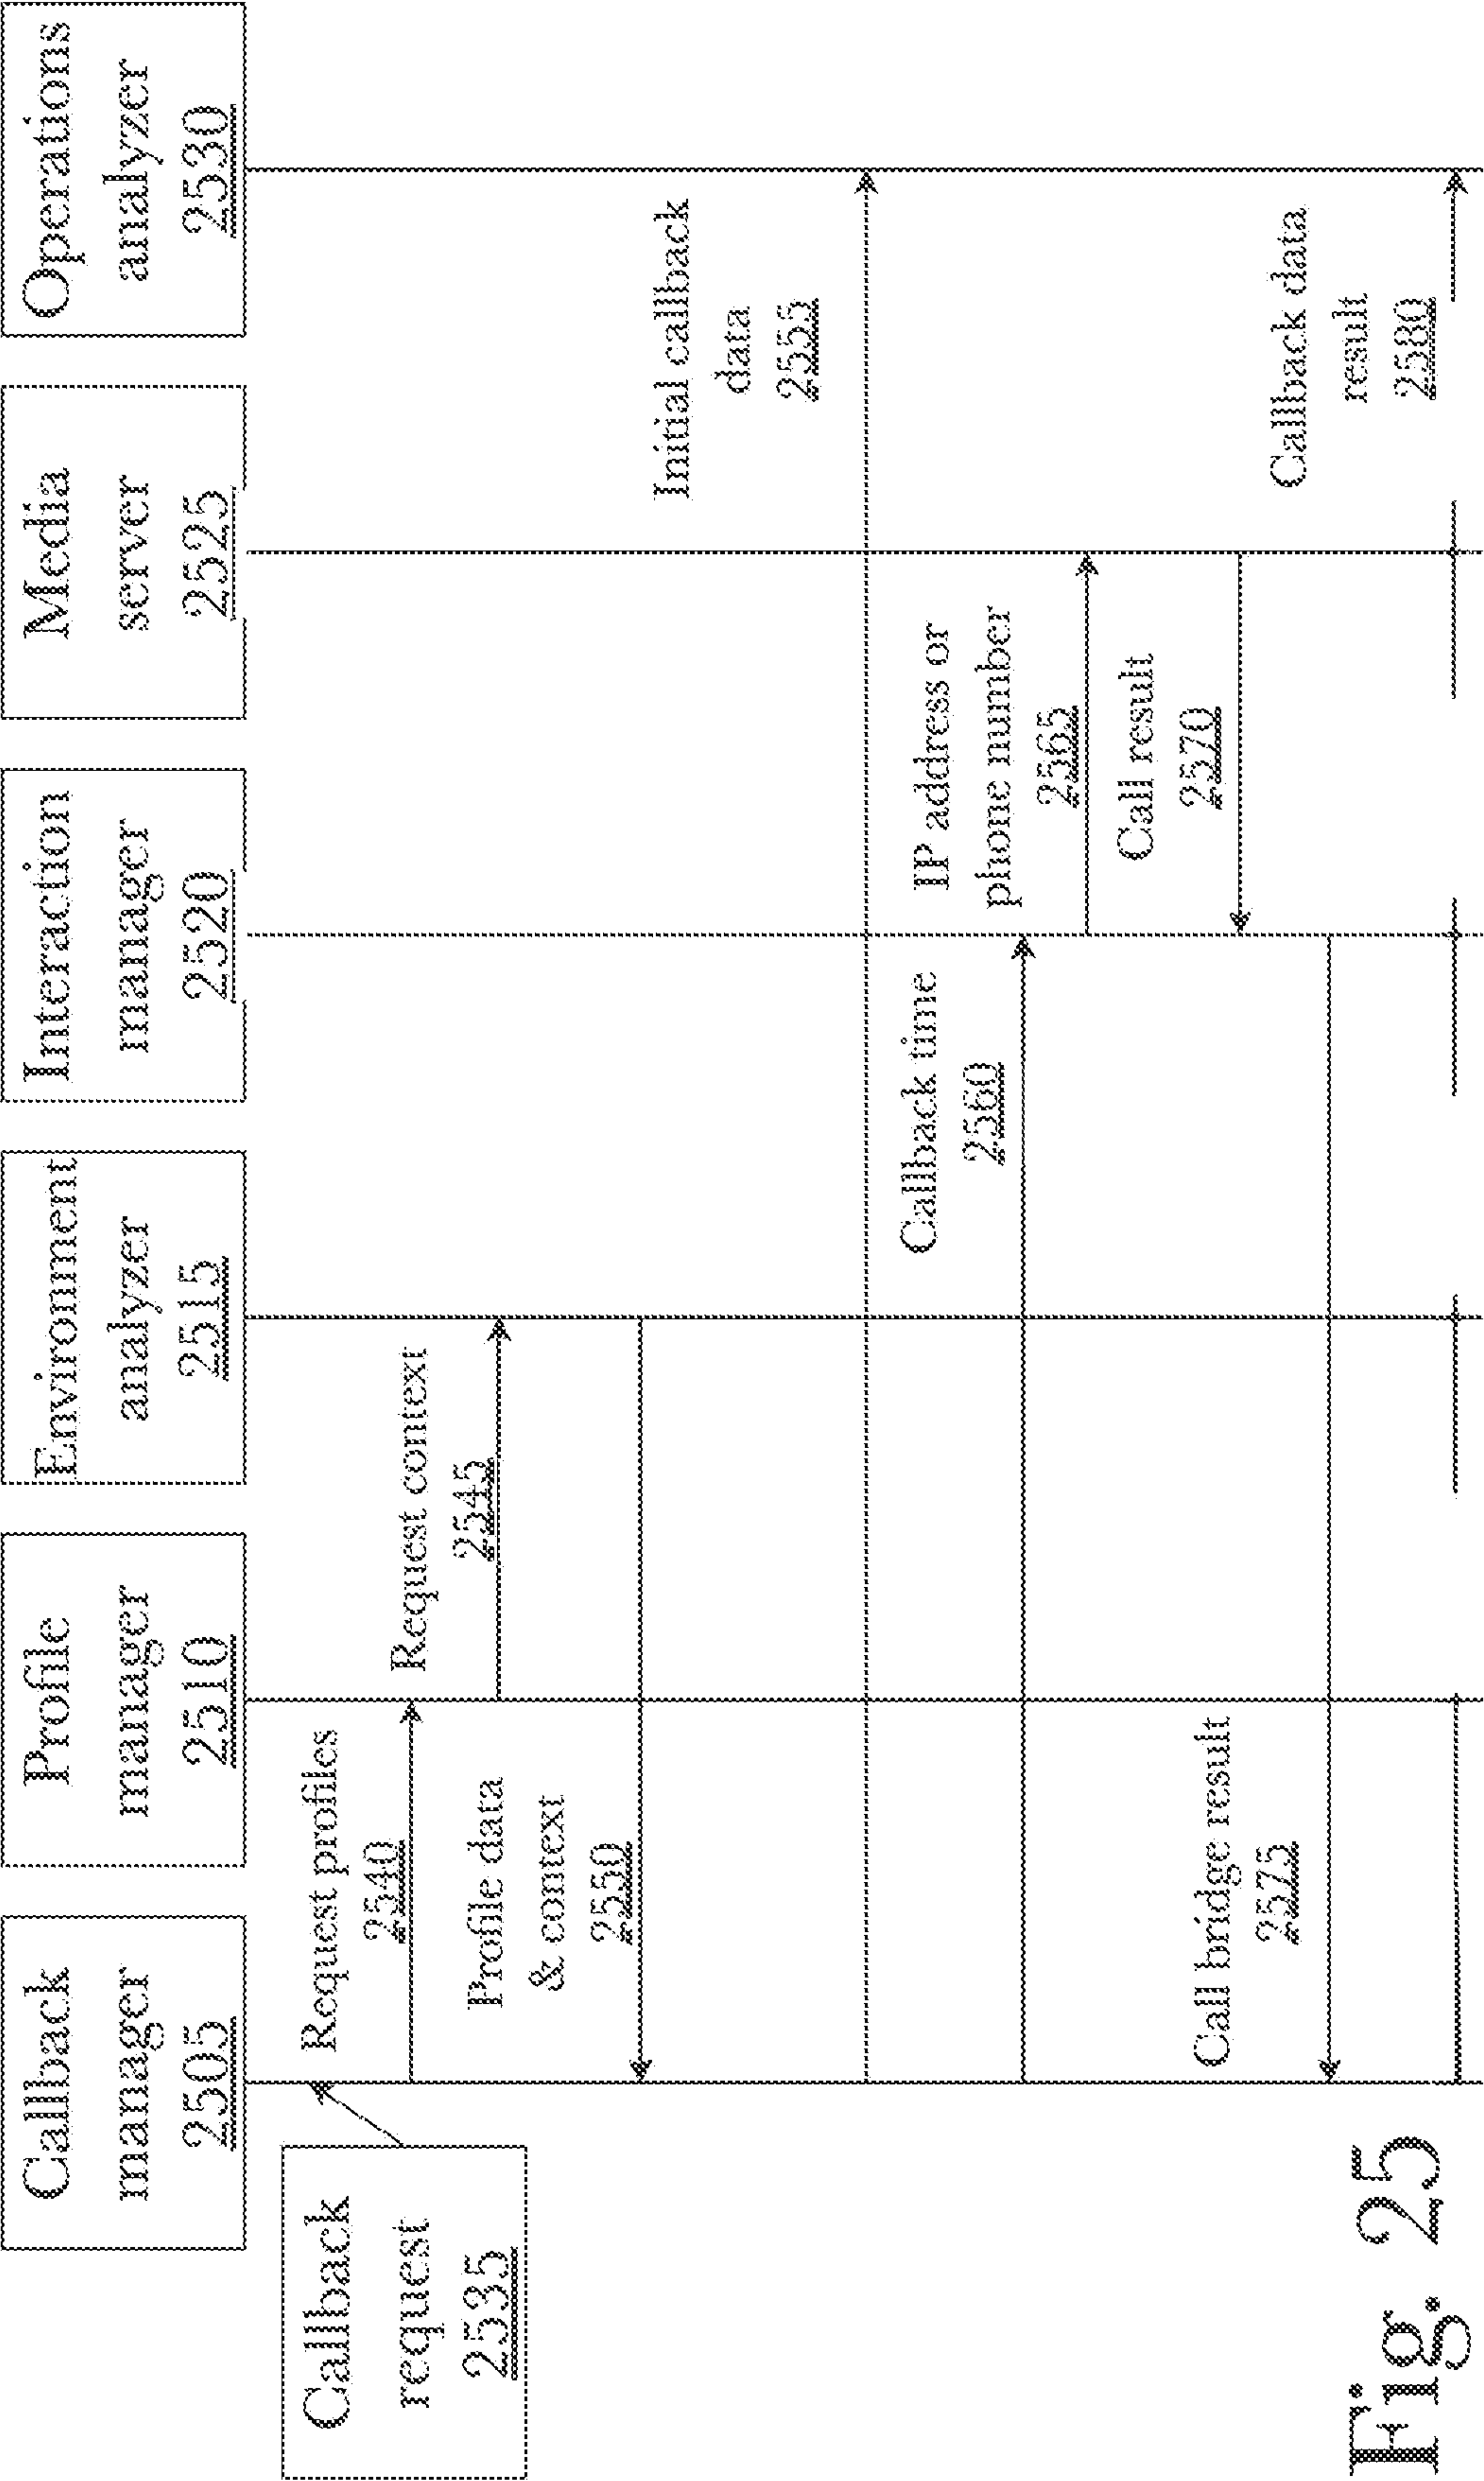 Callback
manager
2505
Profile
manager
2510
Environment
analyzer
2515
Interaction
manager
2520
Media
server
2525
Operations
analyzer
2530
Callback
request
2535
Request profiles
2540
Request context
2545
Profile data
& context
2550
Initial callback
data
2555
Callback time
2560
IP address or
phone number
2565
Call result
2570
Call bridge result
2575
Callback data
result
2580
Fig. 25